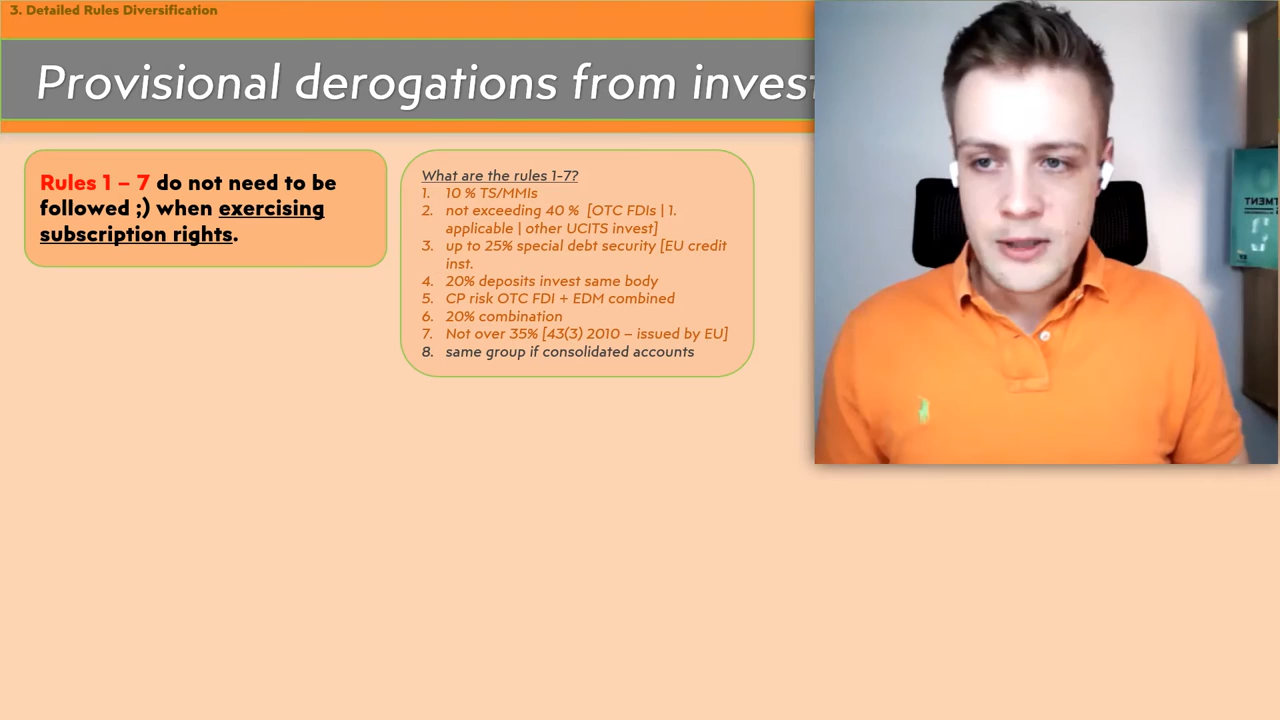 3. Detailed Rules Diversification
Provisional derogations from invest
Rules 1 – 7 do not need to be
followed ;) when exercising
subscription rights.
What are the rules 1-7?
1. 10 % TS/MMIs
2. not exceeding 40 % [OTC FDIs | 1.
applicable | other UCITS invest]
3. up to 25% special debt security [EU credit
inst.
4. 20% deposits invest same body
5. CP risk OTC FDI + EDM combined
6. 20% combination
7. Not over 35% [43(3) 2010 – issued by EU]
8. same group if consolidated accounts